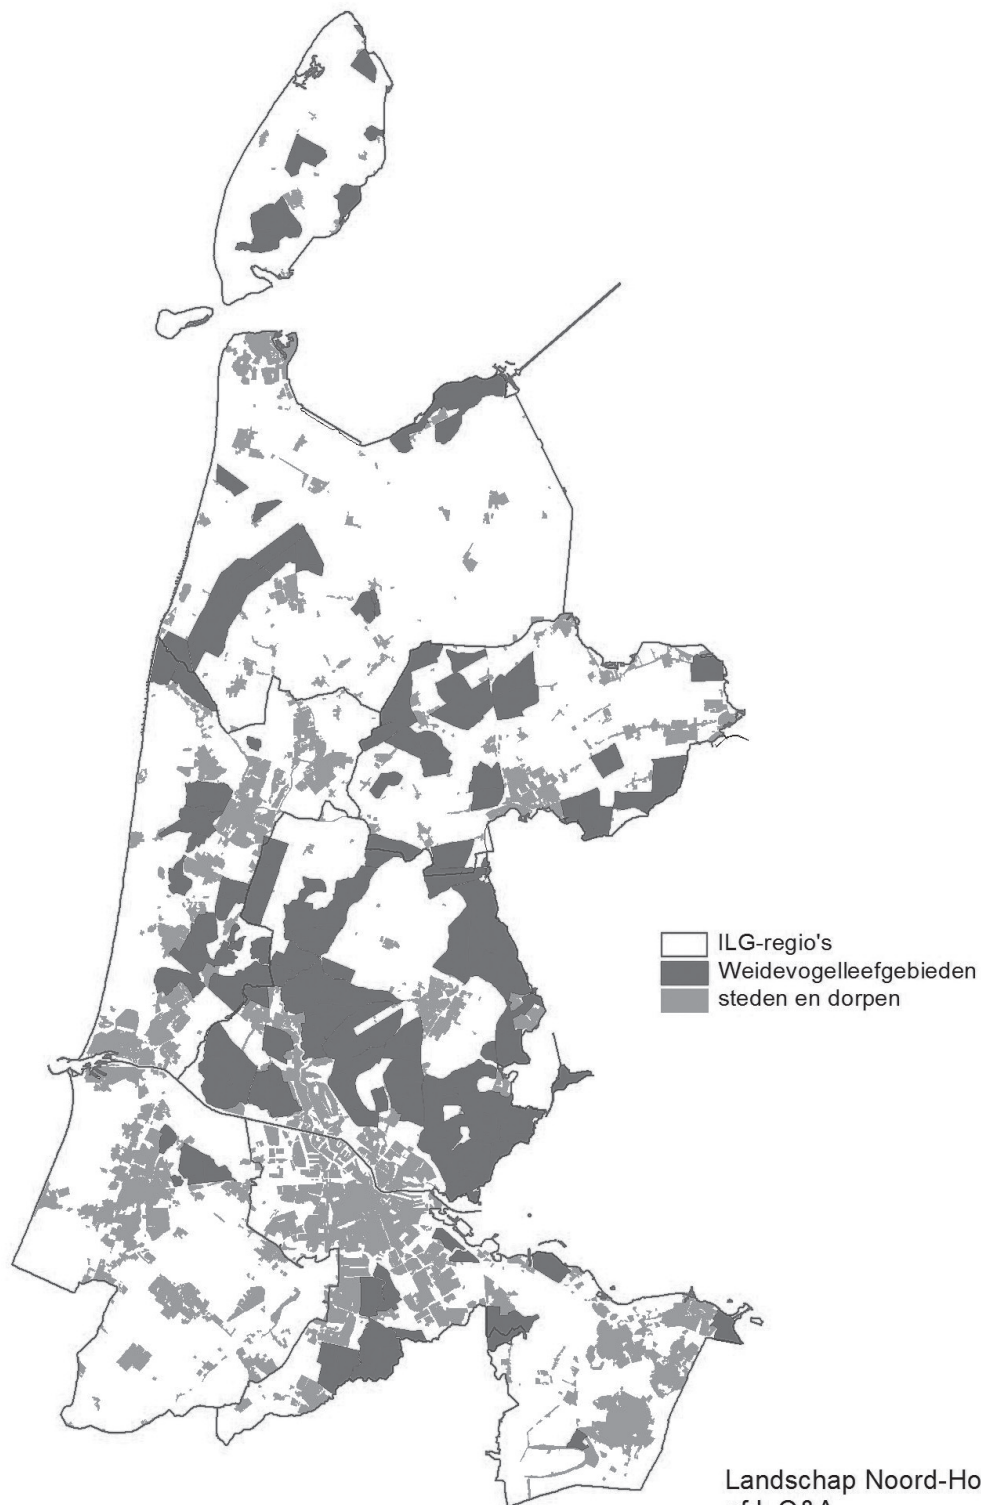 ILG-regio's
Weidevogelleefgebieden
steden en dorpen
Landschap Noord-Ho